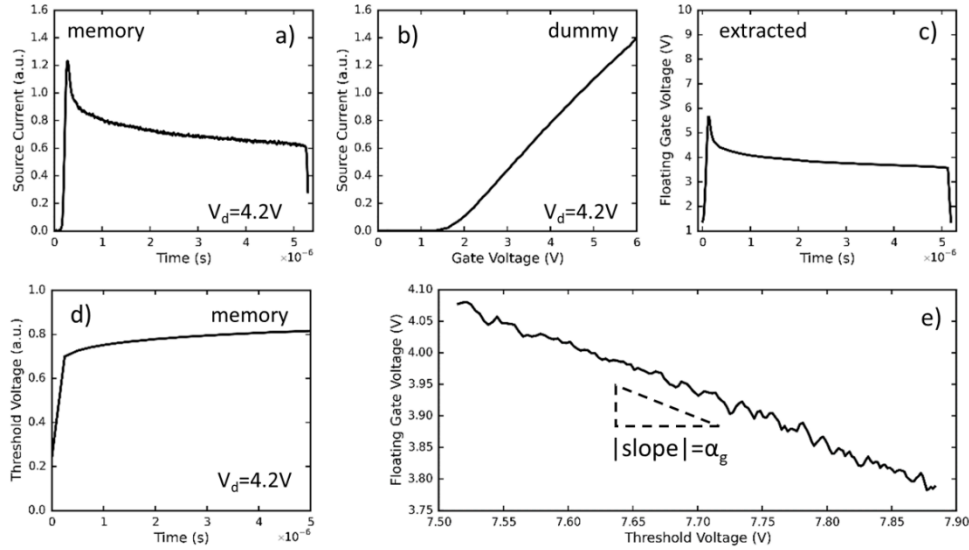 memory
a)
Source Current (a.u.)
1.6
1.4
1.2
1.0
0.8
0.6
0.4
0.2
0.0
V_d=4.2V
0 1 2 3 4 5
Time (s)
×10⁻⁶
b)
dummy
Source Current (a.u.)
1.6
1.4
1.2
1.0
0.8
0.6
0.4
0.2
0.0
V_d=4.2V
0 1 2 3 4 5 6
Gate Voltage (V)
extracted
c)
Floating Gate Voltage (V)
10
9
8
7
6
5
4
3
2
1
0 1 2 3 4 5
Time (s)
×10⁻⁶
d)
memory
Threshold Voltage (a.u.)
1.0
0.8
0.6
0.4
0.2
0.0
V_d=4.2V
0 1 2 3 4 5
Time (s)
×10⁻⁶
e)
Floating Gate Voltage (V)
4.10
4.05
4.00
3.95
3.90
3.85
3.80
3.75
|slope|=α_g
7.50 7.55 7.60 7.65 7.70 7.75 7.80 7.85 7.90
Threshold Voltage (V)